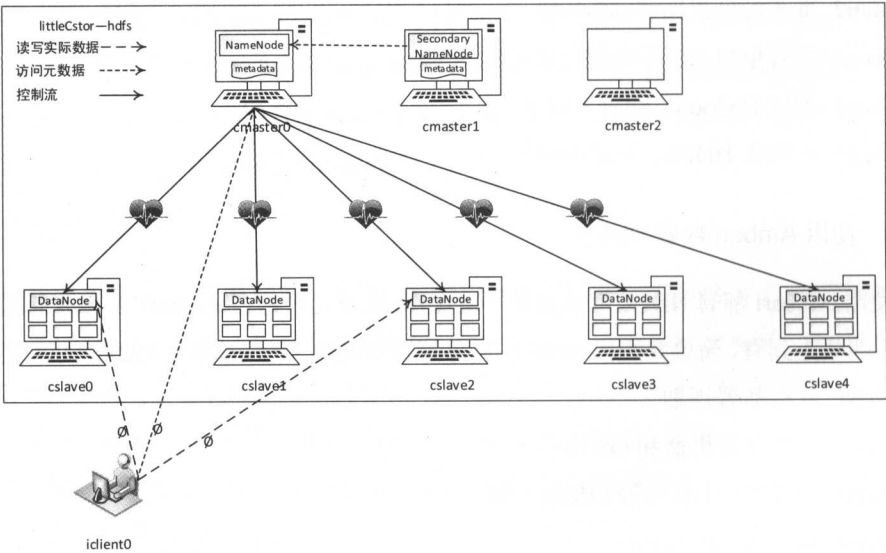 littleCstor—hdfs
读写实际数据
访问元数据
控制流
NameNode
metadata
cmaster0
Secondary
NameNode
metadata
cmaster1
cmaster2
DataNode
cslave0
DataNode
cslave1
DataNode
cslave2
DataNode
cslave3
DataNode
cslave4
Ø
Ø
Ø
iclient0